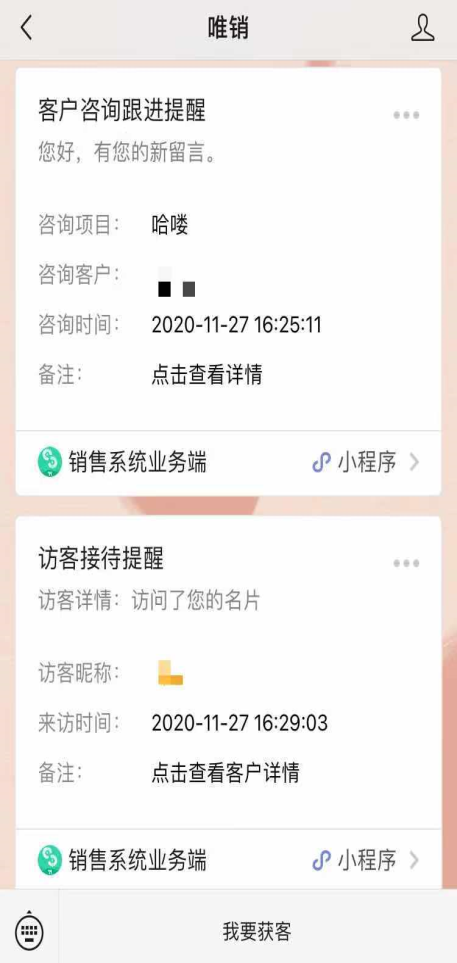 唯销
客户咨询跟进提醒
您好，有您的新留言。
咨询项目： 哈喽
咨询客户：
咨询时间： 2020-11-27 16:25:11
备注： 点击查看详情
销售系统业务端 小程序
访客接待提醒
访客详情：访问了您的名片
访客昵称：
来访时间： 2020-11-27 16:29:03
备注： 点击查看客户详情
销售系统业务端 小程序
我要获客